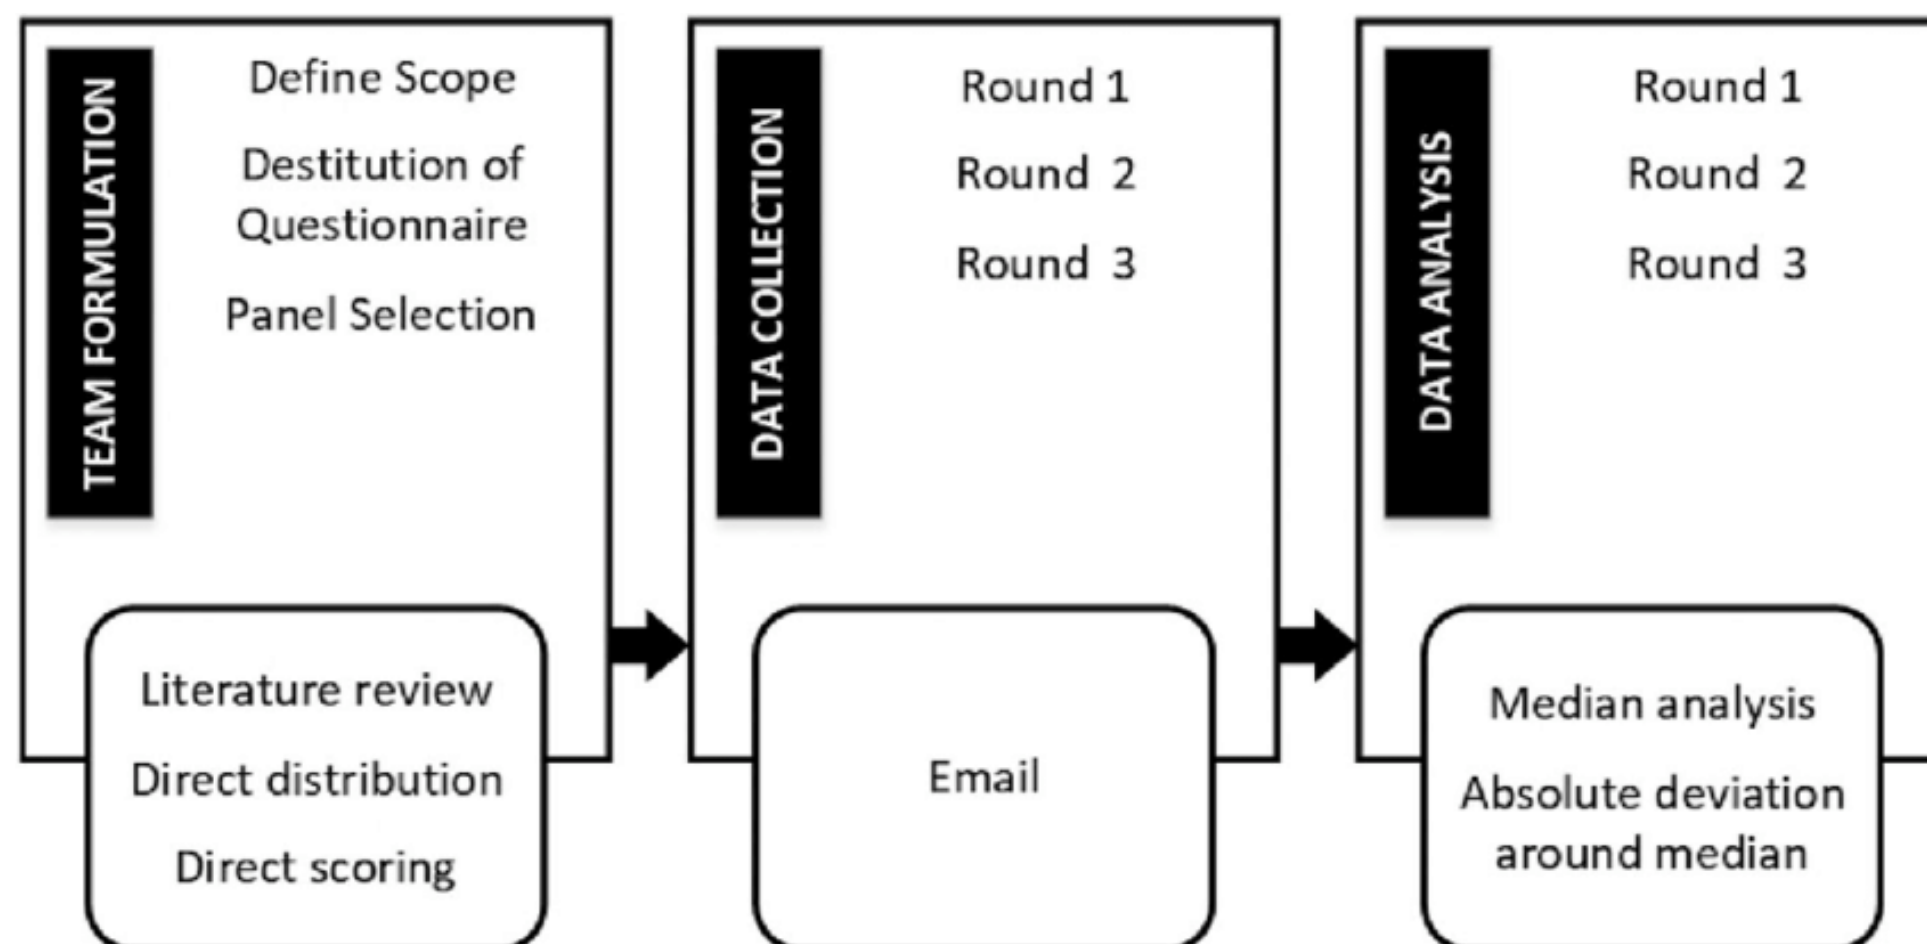 TEAM FORMULATION
Define Scope
Destitution of
Questionnaire
Panel Selection
Literature review
Direct distribution
Direct scoring
DATA COLLECTION
Round 1
Round 2
Round 3
Email
DATA ANALYSIS
Round 1
Round 2
Round 3
Median analysis
Absolute deviation
around median